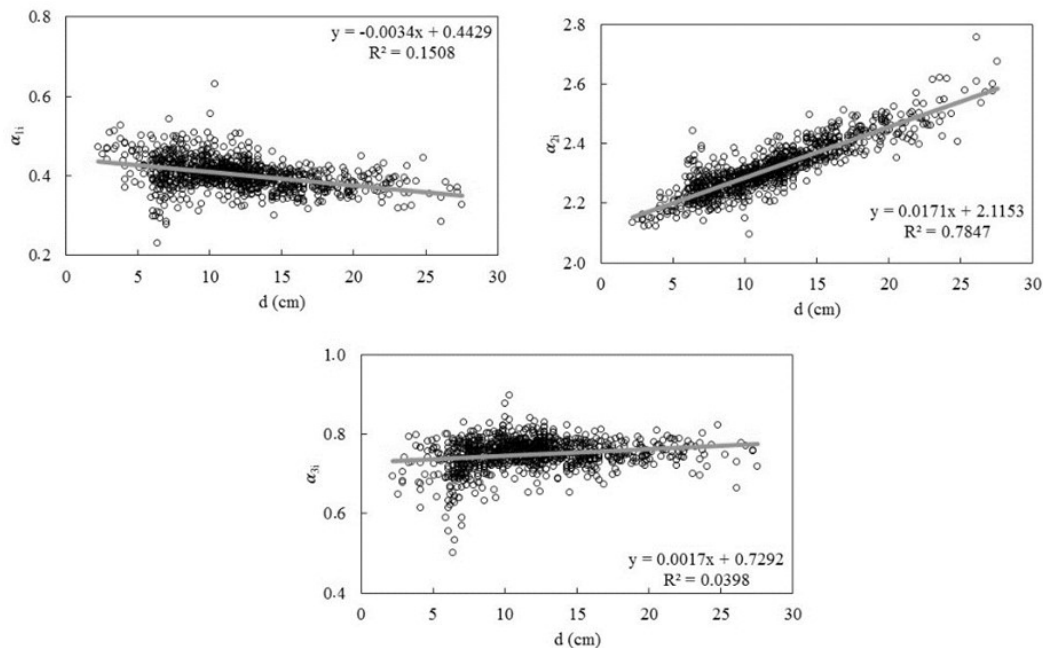 0.8
0.6
0.4
0.2
α1i
y = -0.0034x + 0.4429
R² = 0.1508
0 5 10 15 20 25 30
d (cm)
2.8
2.6
2.4
2.2
2.0
α2i
y = 0.0171x + 2.1153
R² = 0.7847
0 5 10 15 20 25 30
d (cm)
1.0
0.8
0.6
0.4
α3i
y = 0.0017x + 0.7292
R² = 0.0398
0 5 10 15 20 25 30
d (cm)